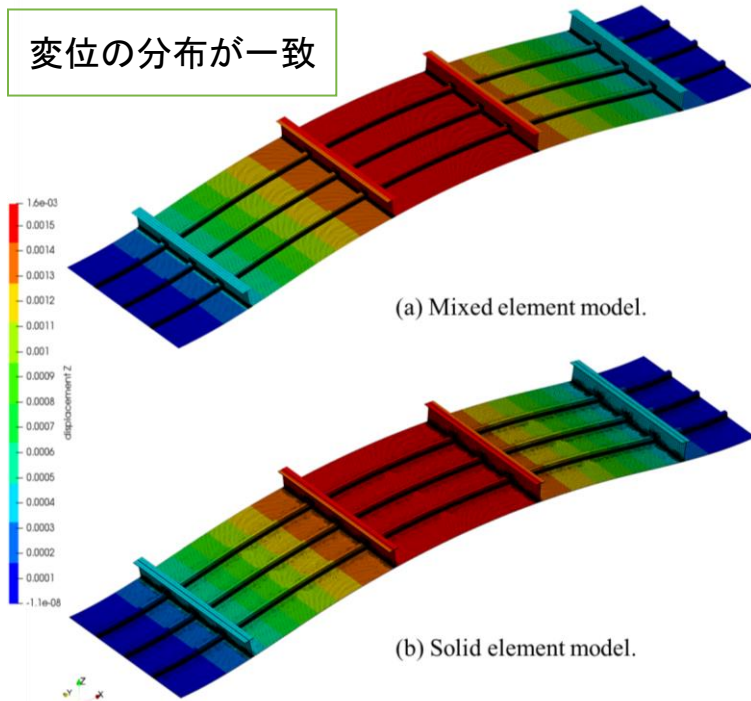 変位の分布が一致
1.6e-03
0.0015
0.0014
0.0013
0.0012
0.0011
0.001
0.0009
0.0008
0.0007
0.0006
0.0005
0.0004
0.0003
0.0002
0.0001
-1.1e-08
displacement Z
(a) Mixed element model.
(b) Solid element model.
Z
Y
X